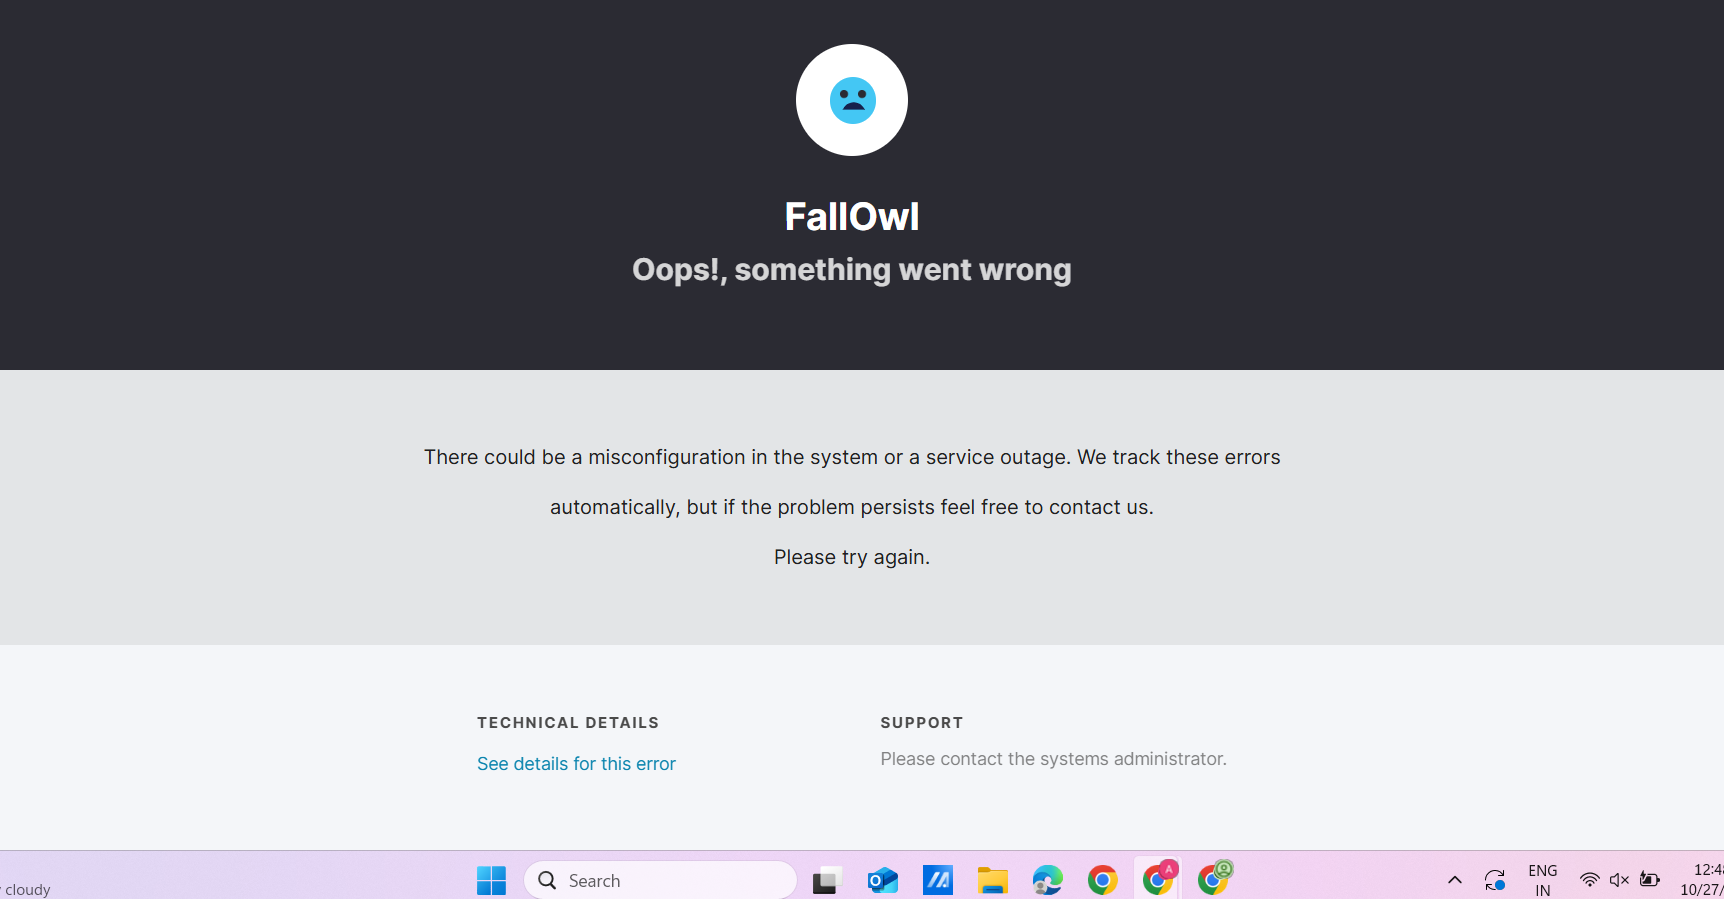 FallOwl
Oops!, something went wrong
There could be a misconfiguration in the system or a service outage. We track these errors
automatically, but if the problem persists feel free to contact us.
Please try again.
TECHNICAL DETAILS
See details for this error
SUPPORT
Please contact the systems administrator.
cloudy
Search
A
ENG
IN
12:4
10/27/